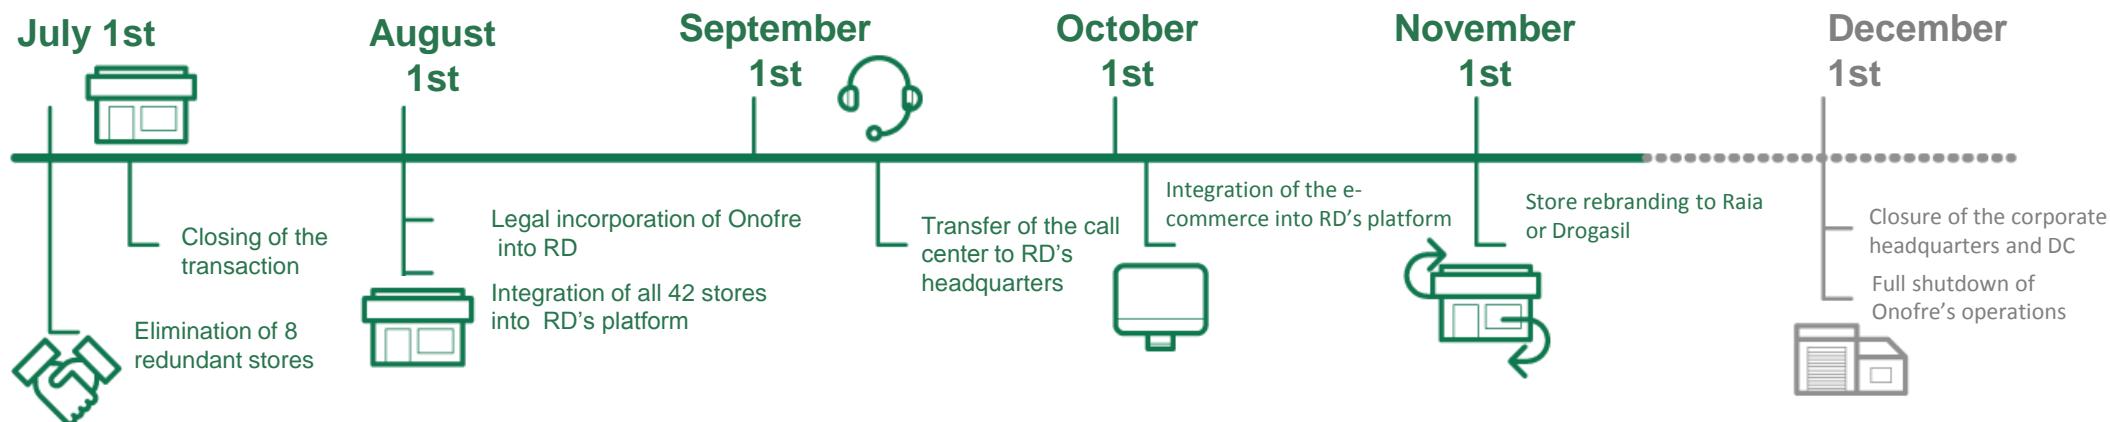 July 1st
August
1st
September
1st
October
1st
November
1st
December
1st
Closing of the
transaction
Elimination of 8
redundant stores
Legal incorporation of Onofre
into RD
Integration of all 42 stores
into RD’s platform
Transfer of the call
center to RD’s
headquarters
Integration of the e-
commerce into RD’s platform
Store rebranding to Raia
or Drogasil
Closure of the corporate
headquarters and DC
Full shutdown of
Onofre’s operations